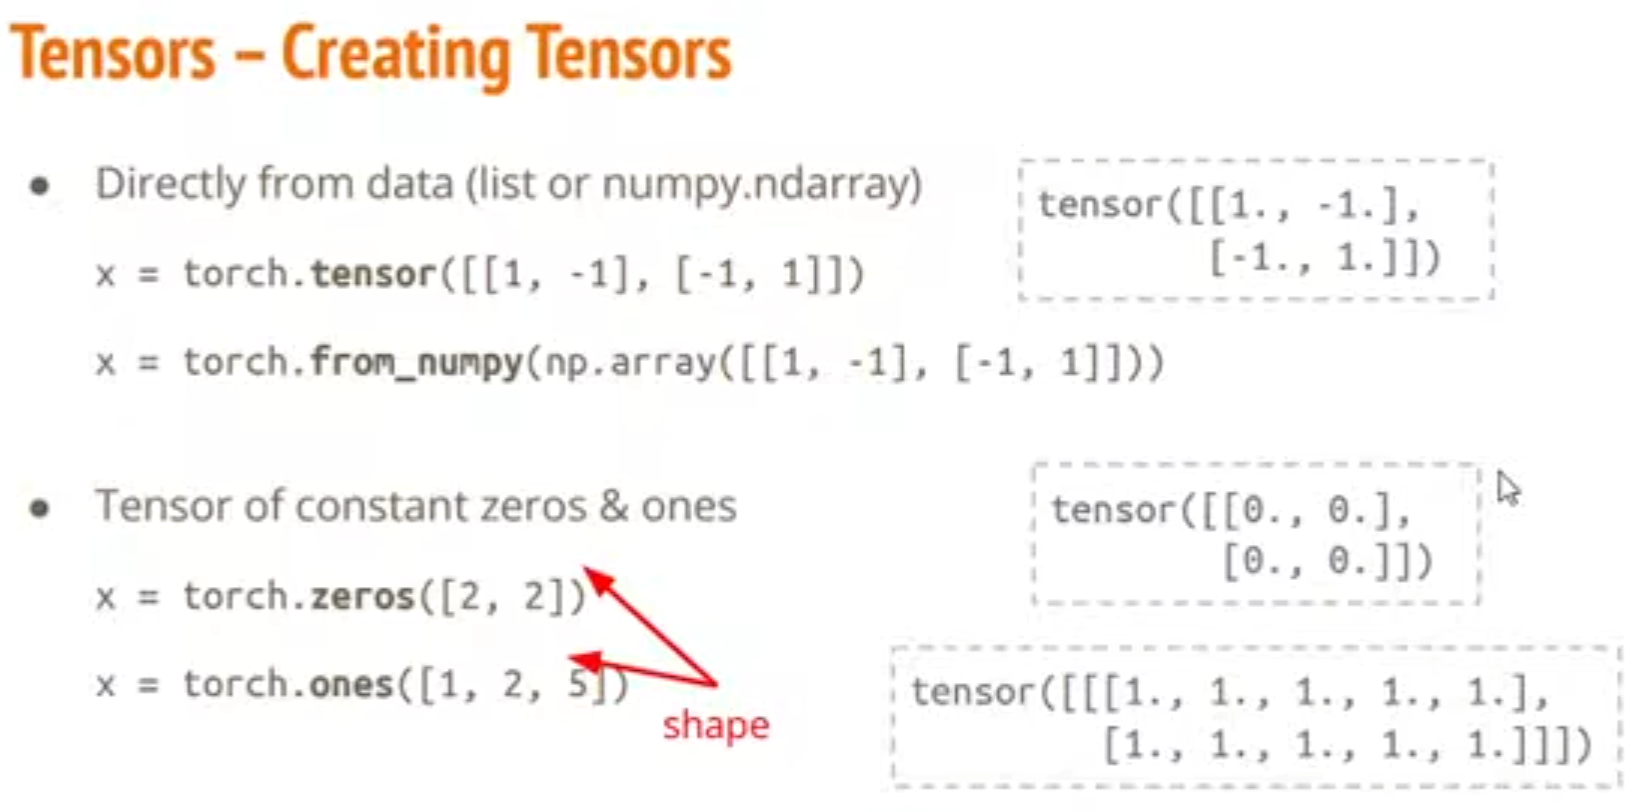 Tensors – Creating Tensors
● Directly from data (list or numpy.ndarray)
x = torch.tensor([[1, -1], [-1, 1]])
x = torch.from_numpy(np.array([[1, -1], [-1, 1]]))
tensor([[1., -1.],
[-1., 1.]])
● Tensor of constant zeros & ones
x = torch.zeros([2, 2])
x = torch.ones([1, 2, 5])
shape
tensor([[0., 0.],
[0., 0.]])
tensor([[[1., 1., 1., 1., 1.],
[1., 1., 1., 1., 1.]]])